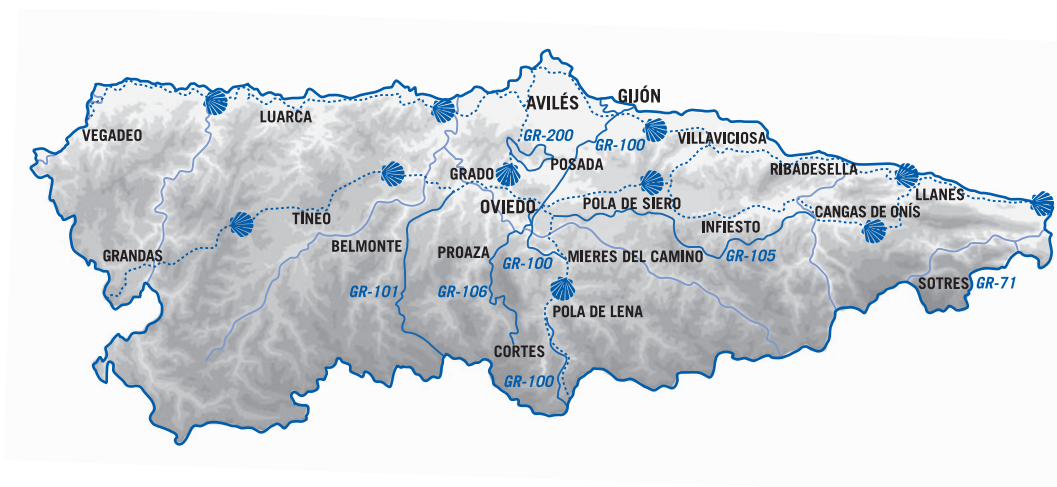 GIJÓN
AVILÉS
LUARCA
VEGADEO
GR-200
GR-100
VILLAVICIOSA
POSADA
RIBADESELLA
GRADO
LLANES
POLA DE SIERO
OVIEDO
CANGAS DE ONÍS
TÍNEO
INFIESTO
BELMONTE
PROAZA
GRANDAS
MIERES DEL CAMINO
GR-105
GR-100
SOTRES
GR-71
GR-101
GR-106
POLA DE LENA
CORTES
GR-100